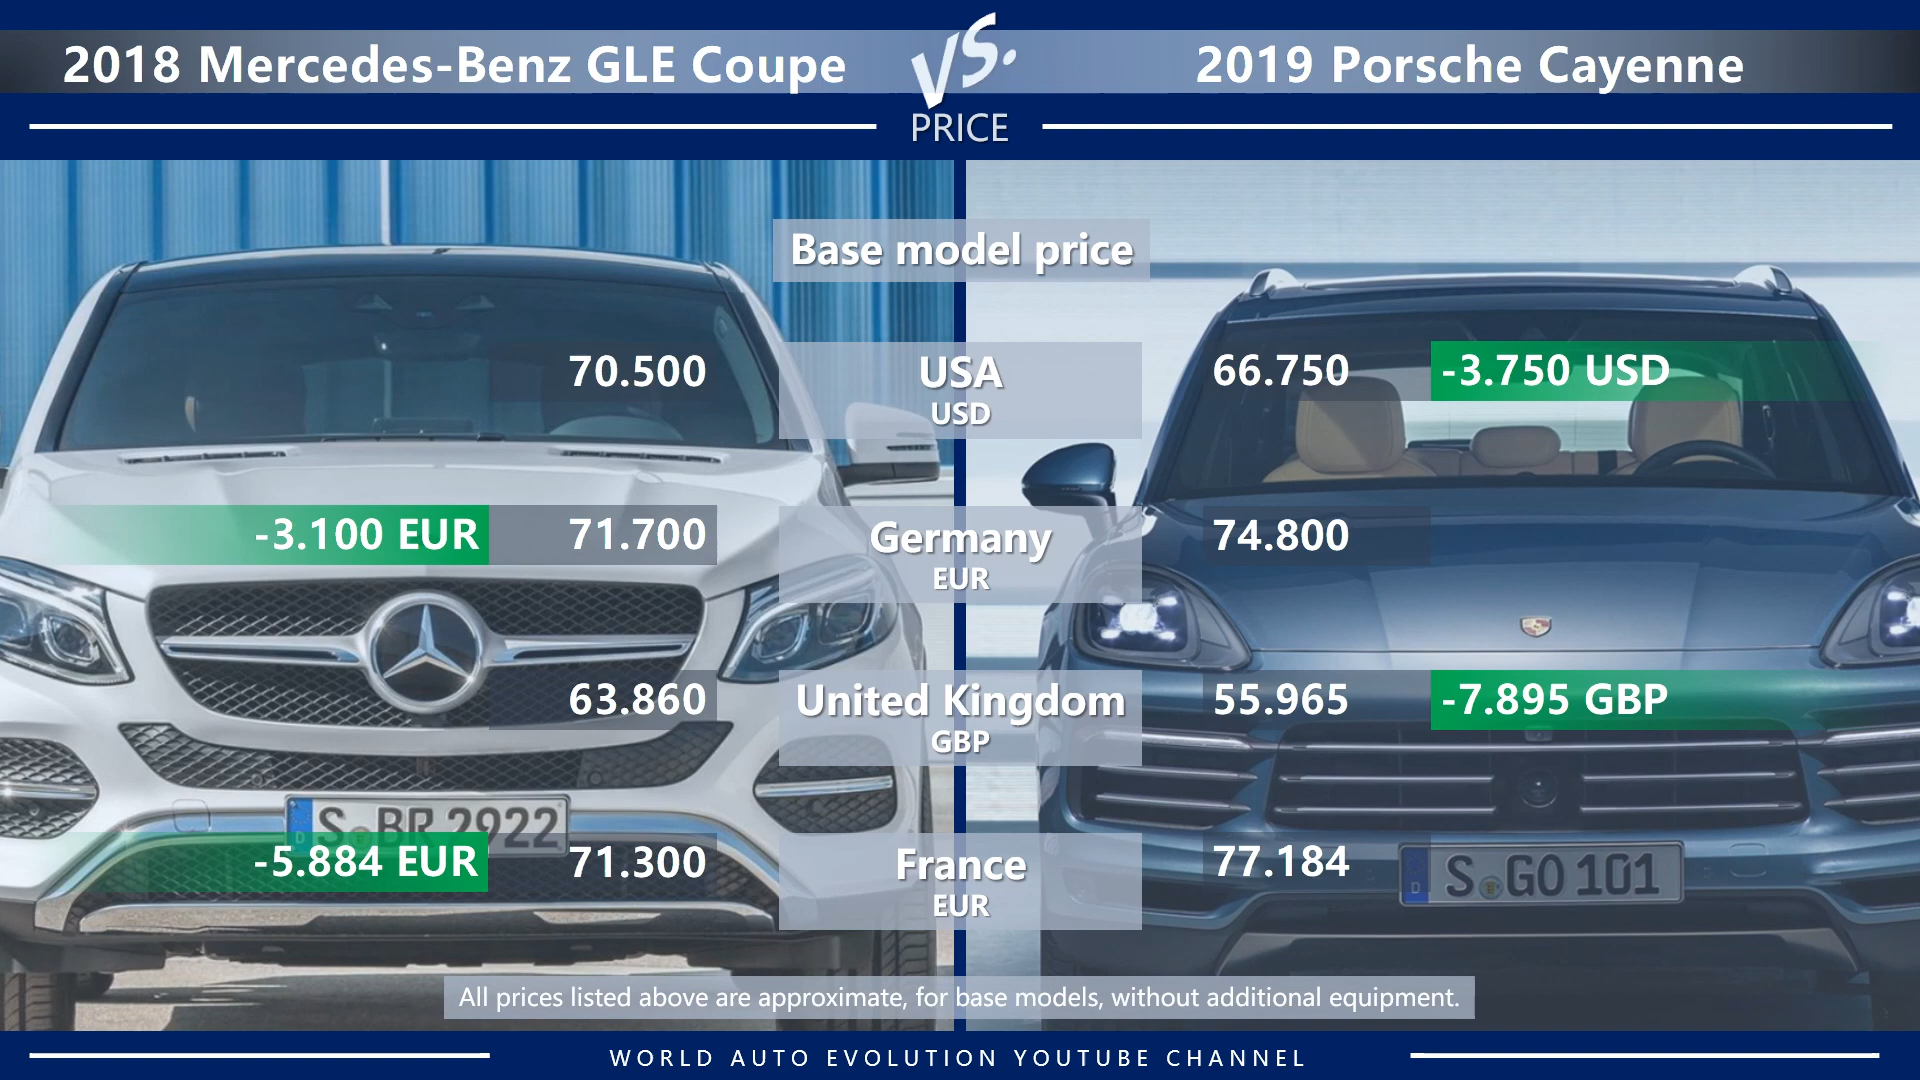 2018 Mercedes-Benz GLE Coupe
VS.
2019 Porsche Cayenne
PRICE
Base model price
70.500
USA
USD
66.750
-3.750 USD
-3.100 EUR
71.700
Germany
EUR
74.800
63.860
United Kingdom
GBP
55.965
-7.895 GBP
S BR 2922
D
-5.884 EUR
71.300
France
EUR
77.184
D
S GO 101
All prices listed above are approximate, for base models, without additional equipment.
WORLD AUTO EVOLUTION YOUTUBE CHANNEL